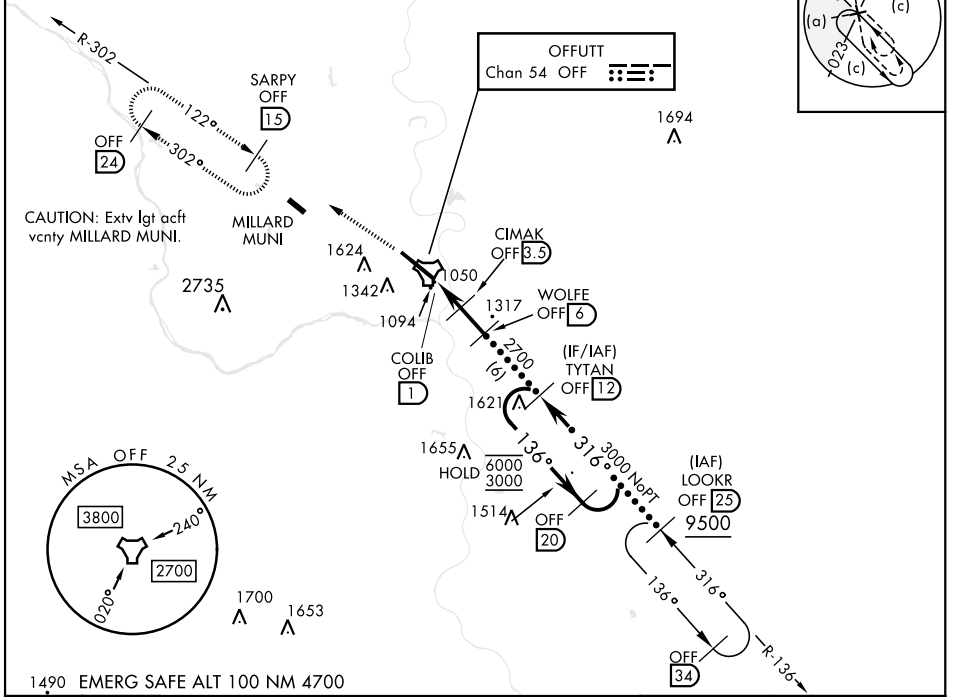 R-302
SARPY
OFF
15
122°
302°
OFF
24
CAUTION: Extv lgt acft
vcnty MILLARD MUNI.
MILLARD
MUNI
OFFUTT
Chan 54 OFF
(a)
(c)
023
(c)
1694
1624
1342
1050
2735
1094
CIMAK
OFF 3.5
1317
WOLFE
OFF 6
COLIB
OFF
1
2700
(6)
(IF/IAF)
TYTAN
OFF 12
1621
136°
316°
3000 NoPT
1655
HOLD 6000
3000
1514
OFF
20
(IAF)
LOOKR
OFF 25
9500
136°
316°
OFF
34
R-136
MSA OFF 25 NM
3800
240°
2700
020°
1700
1653
1490 EMERG SAFE ALT 100 NM 4700